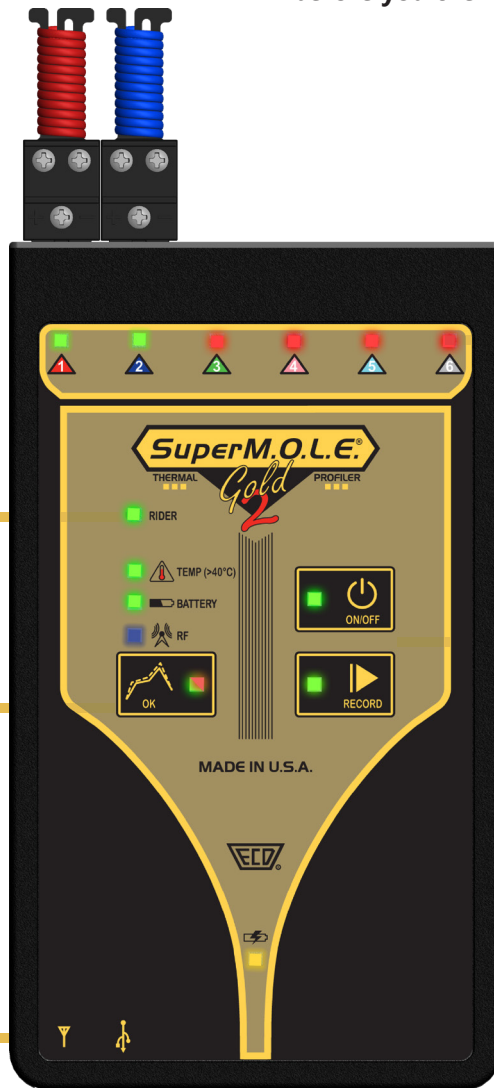 1 2 3 4 5 6
SuperM.O.L.E.®
THERMAL Gold PROFILER
2
RIDER
TEMP (>40°C)
BATTERY
ON/OFF
RF
OK
RECORD
MADE IN U.S.A.
ECD®